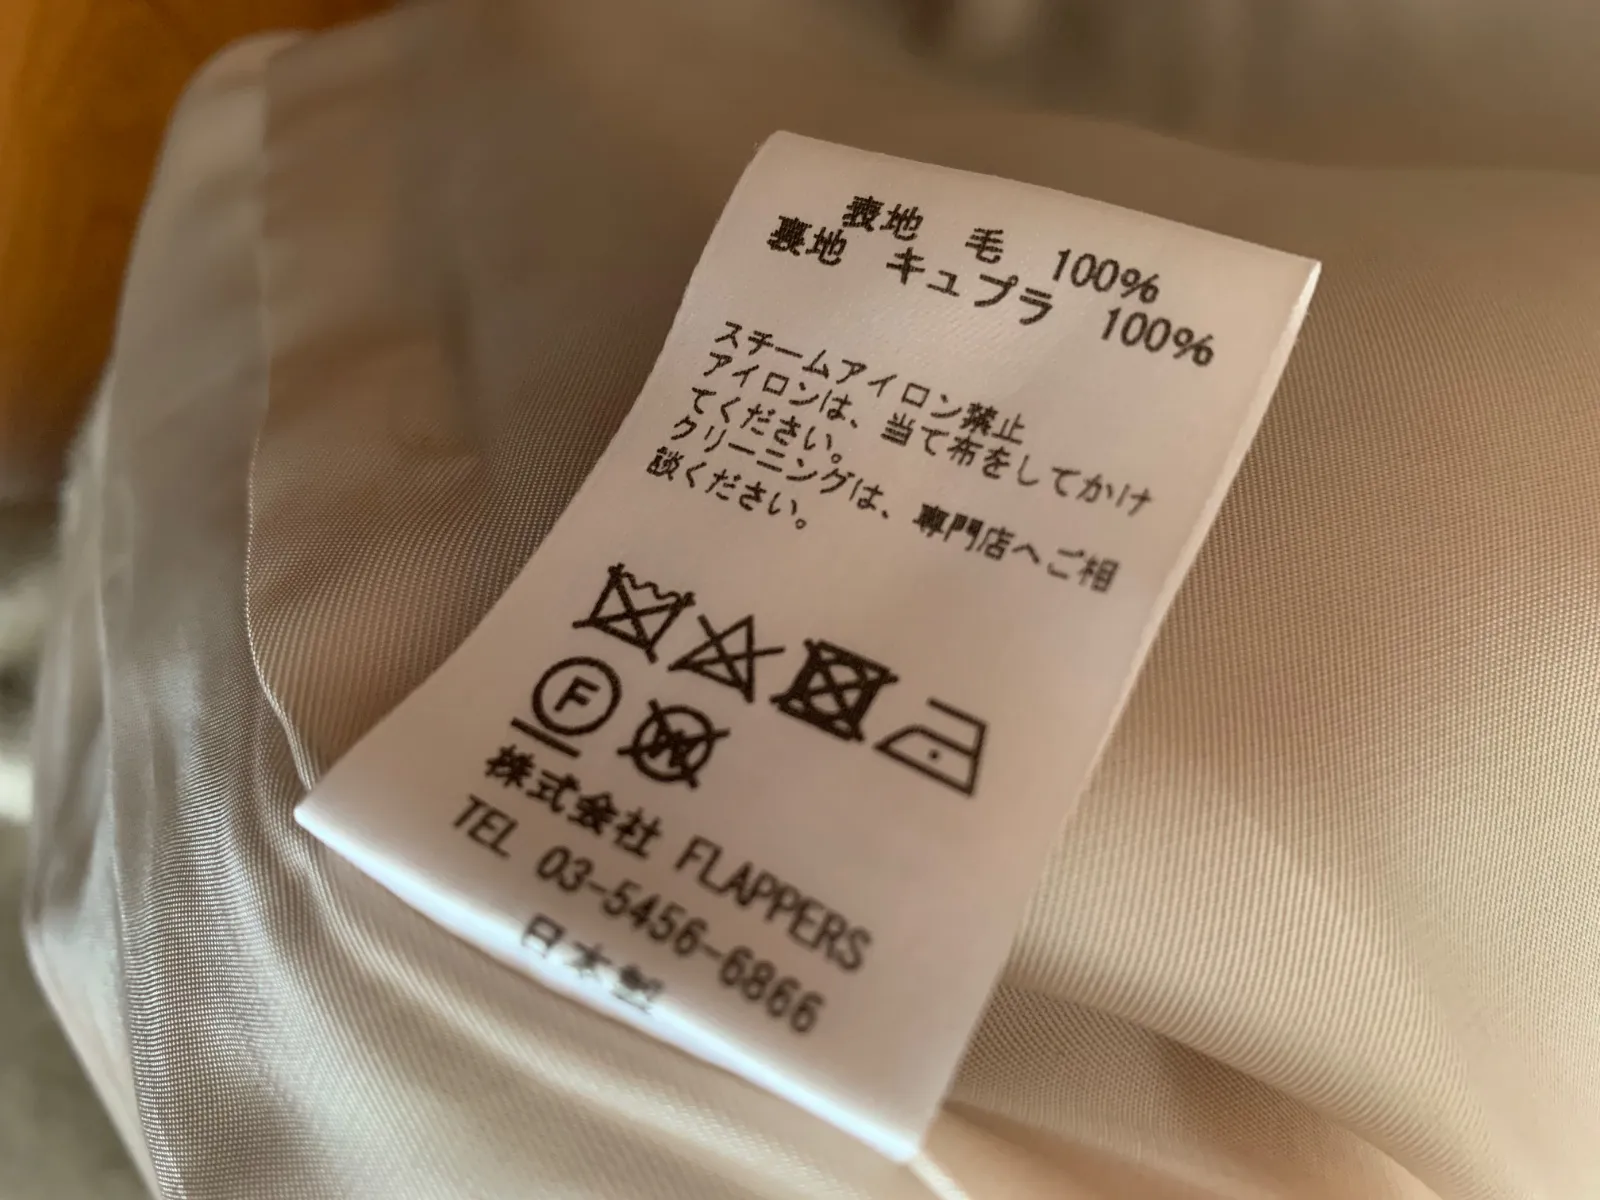 表地 毛 100%
裏地 キュプラ 100%
スチームアイロン禁止
アイロンは、当て布をしてかけ
てください。
クリーニングは、専門店へご相
談ください。
F
W
株式会社 FLAPPERS
TEL 03-5456-6866
日本製